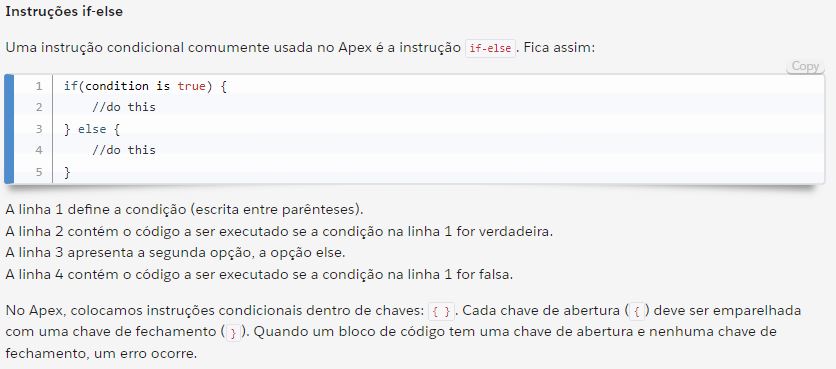 Instruções if-else
Uma instrução condicional comumente usada no Apex é a instrução if-else. Fica assim:
Copy
1 if(condition is true) {
2 //do this
3 } else {
4 //do this
5 }
A linha 1 define a condição (escrita entre parênteses).
A linha 2 contém o código a ser executado se a condição na linha 1 for verdadeira.
A linha 3 apresenta a segunda opção, a opção else.
A linha 4 contém o código a ser executado se a condição na linha 1 for falsa.
No Apex, colocamos instruções condicionais dentro de chaves: { }. Cada chave de abertura ( { ) deve ser emparelhada
com uma chave de fechamento ( } ). Quando um bloco de código tem uma chave de abertura e nenhuma chave de
fechamento, um erro ocorre.